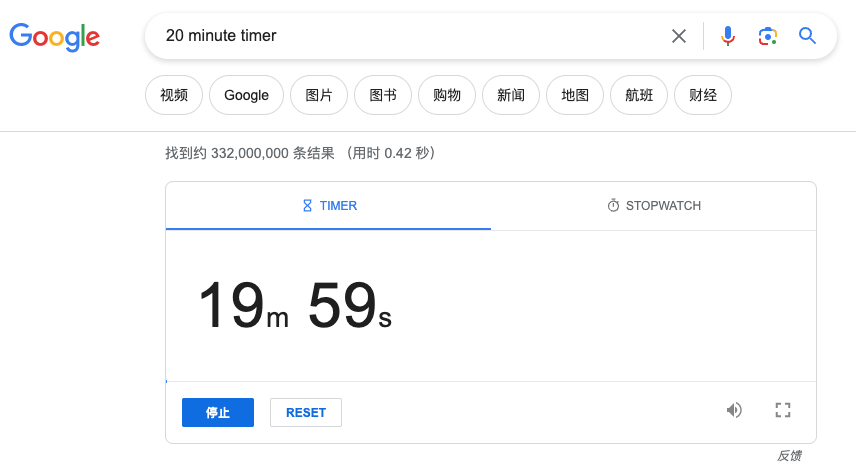 Google
20 minute timer
视频 Google 图片 图书 购物 新闻 地图 航班 财经
找到约 332,000,000 条结果 （用时 0.42 秒）
TIMER STOPWATCH
19m 59s
停止 RESET
反馈